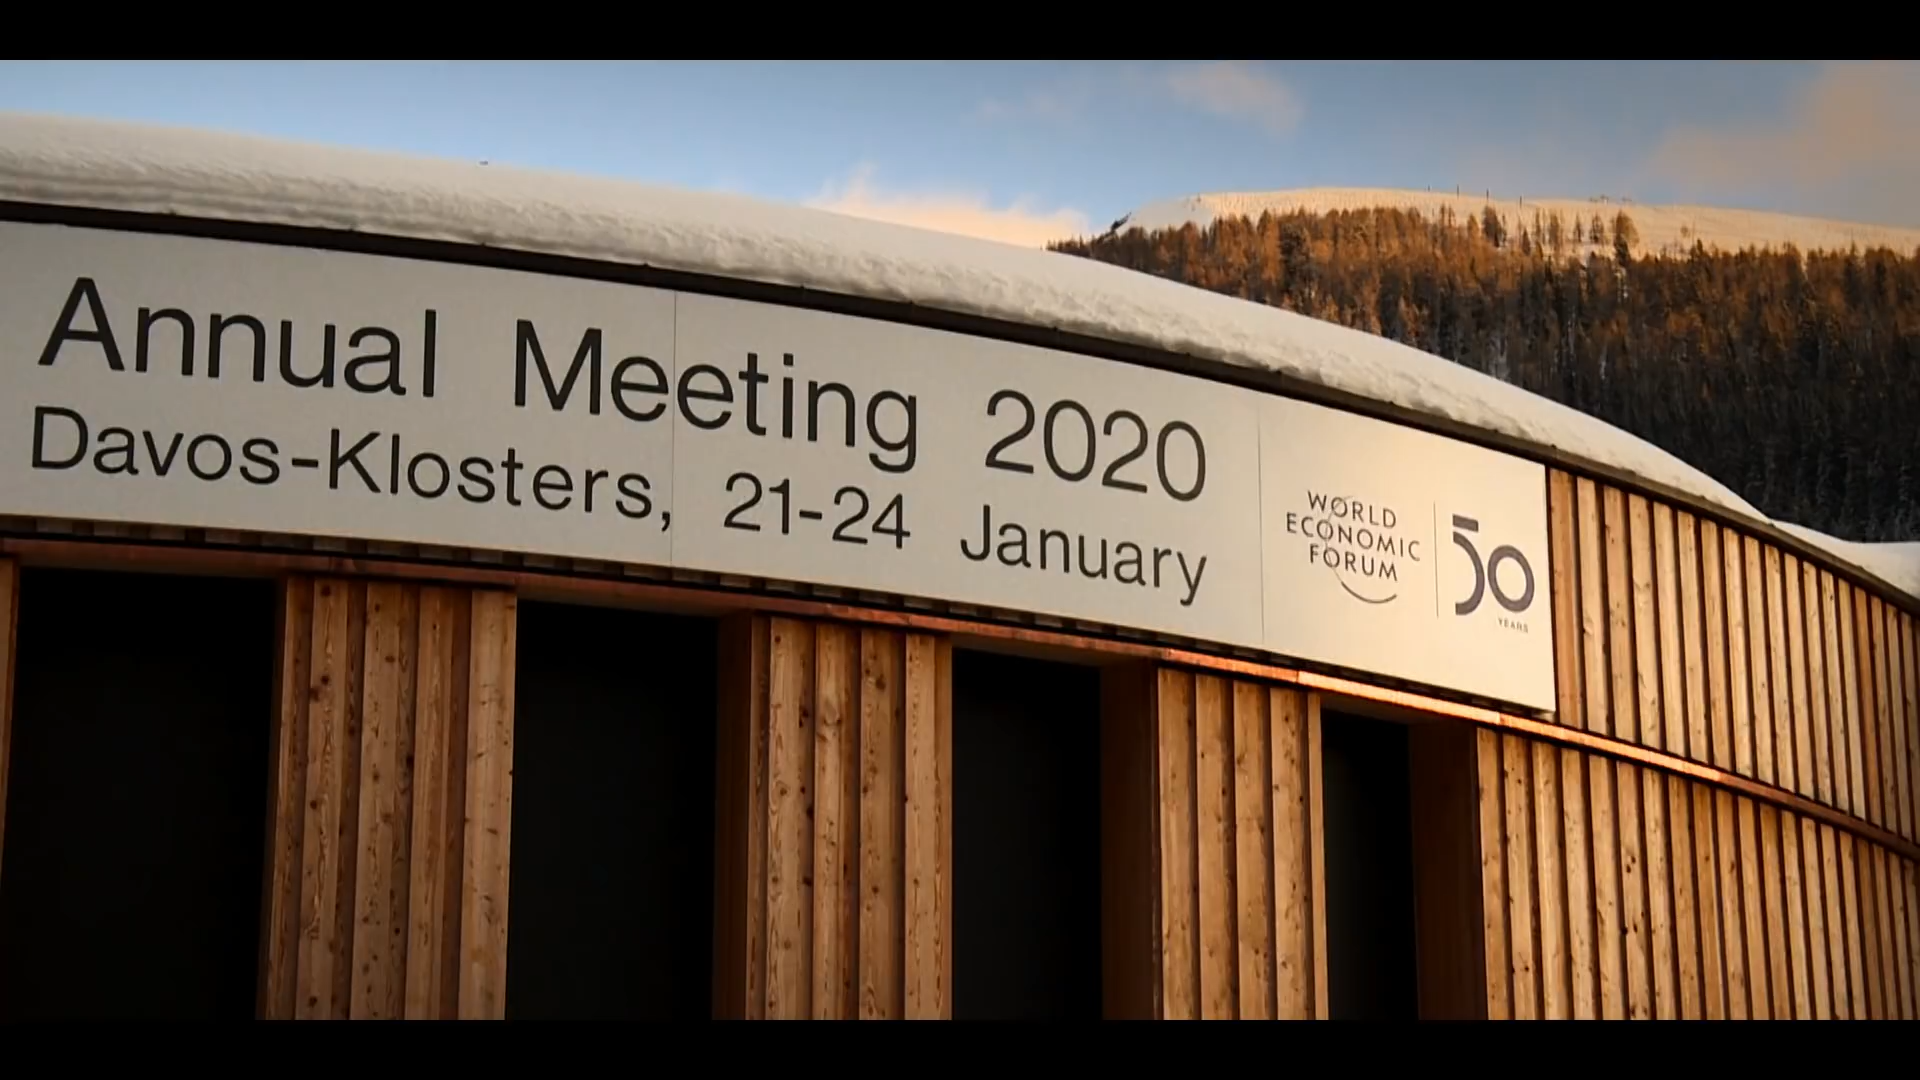 Annual Meeting 2020
Davos-Klosters, 21-24 January
WORLD
ECONOMIC
FORUM
50
YEARS